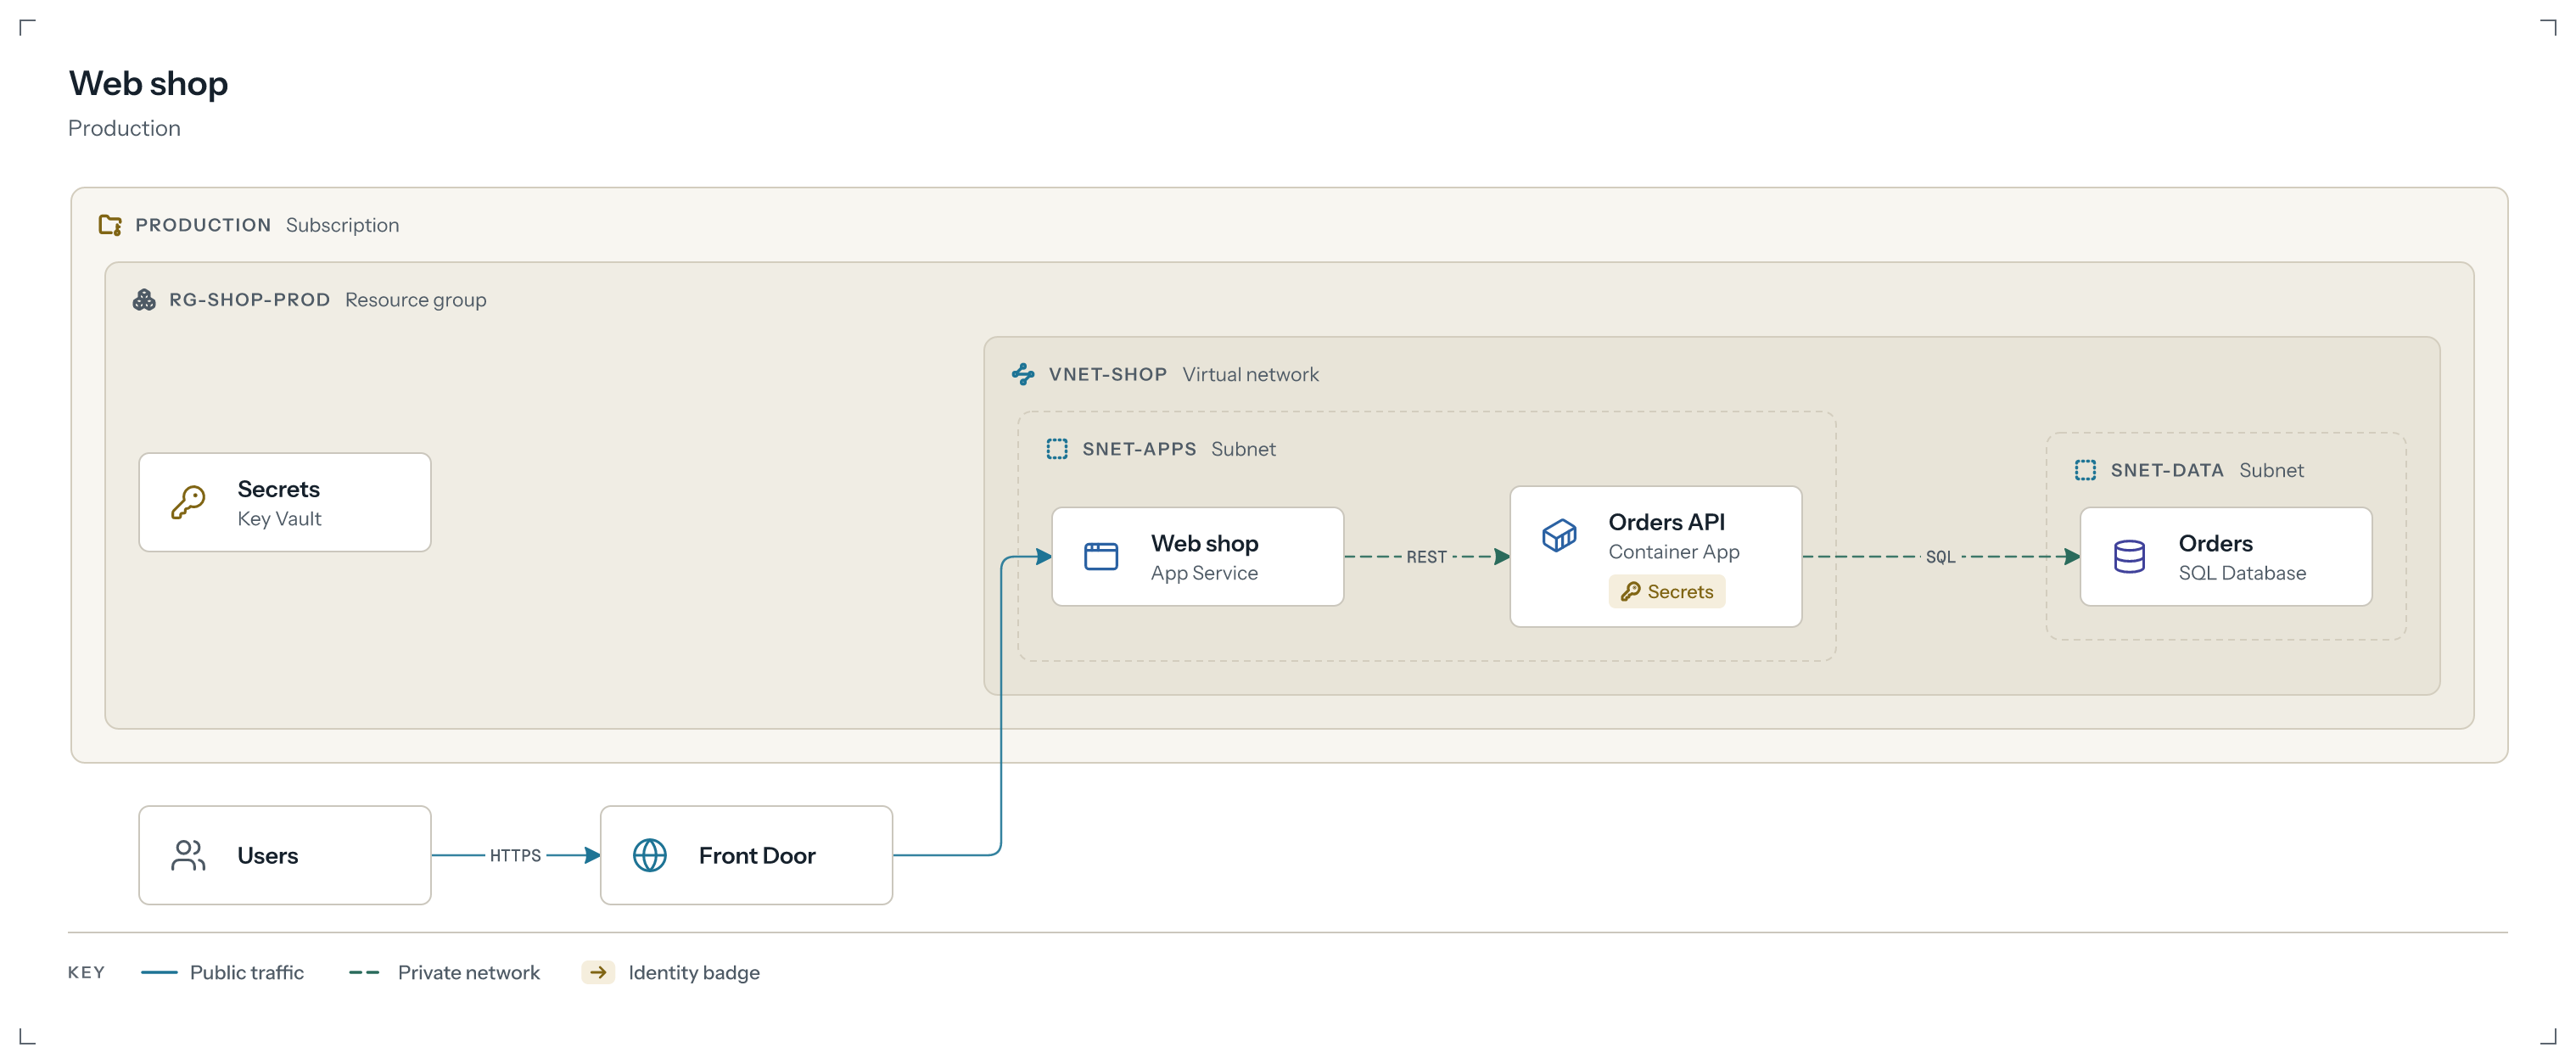 Web shop
Production
PRODUCTION Subscription
RG-SHOP-PROD Resource group
VNET-SHOP Virtual network
SNET-APPS Subnet
SNET-DATA Subnet
Secrets
Key Vault
Web shop
App Service
REST
Orders API
Container App
Secrets
SQL
Orders
SQL Database
Users
HTTPS
Front Door
KEY Public traffic Private network Identity badge